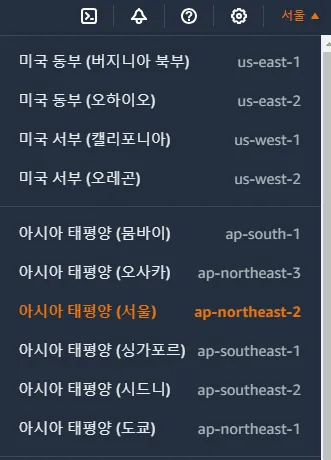 서울 ▲
미국 동부 (버지니아 북부) us-east-1
미국 동부 (오하이오) us-east-2
미국 서부 (캘리포니아) us-west-1
미국 서부 (오레곤) us-west-2
아시아 태평양 (뭄바이) ap-south-1
아시아 태평양 (오사카) ap-northeast-3
아시아 태평양 (서울) ap-northeast-2
아시아 태평양 (싱가포르) ap-southeast-1
아시아 태평양 (시드니) ap-southeast-2
아시아 태평양 (도쿄) ap-northeast-1